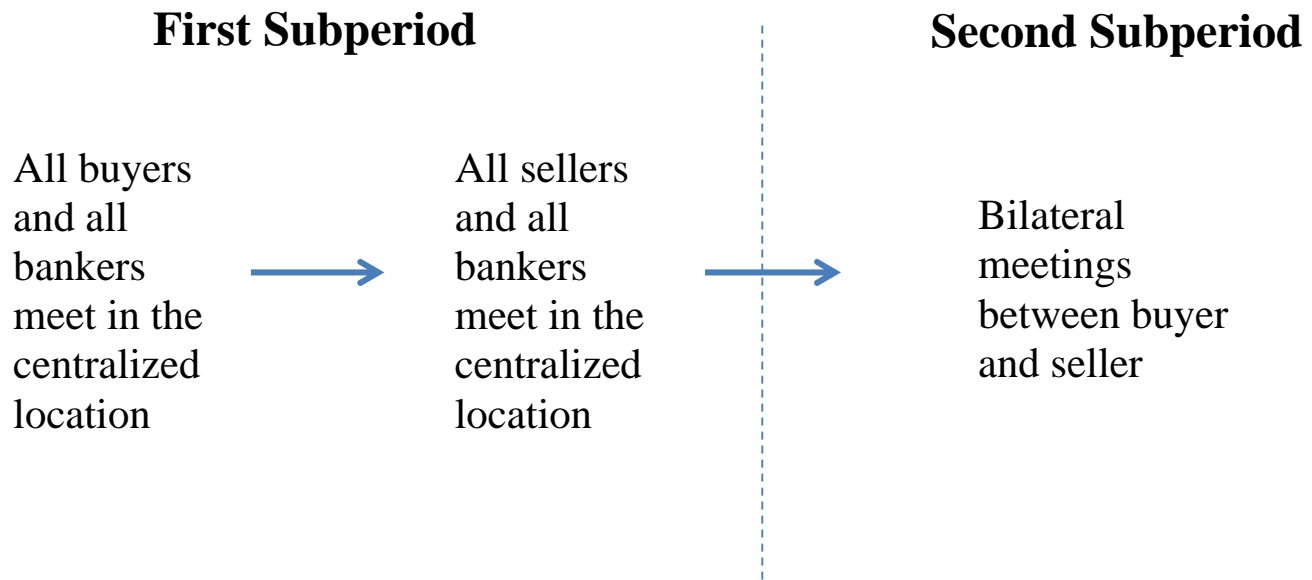 First Subperiod
Second Subperiod
All buyers
and all
bankers
meet in the
centralized
location
All sellers
and all
bankers
meet in the
centralized
location
Bilateral
meetings
between buyer
and seller